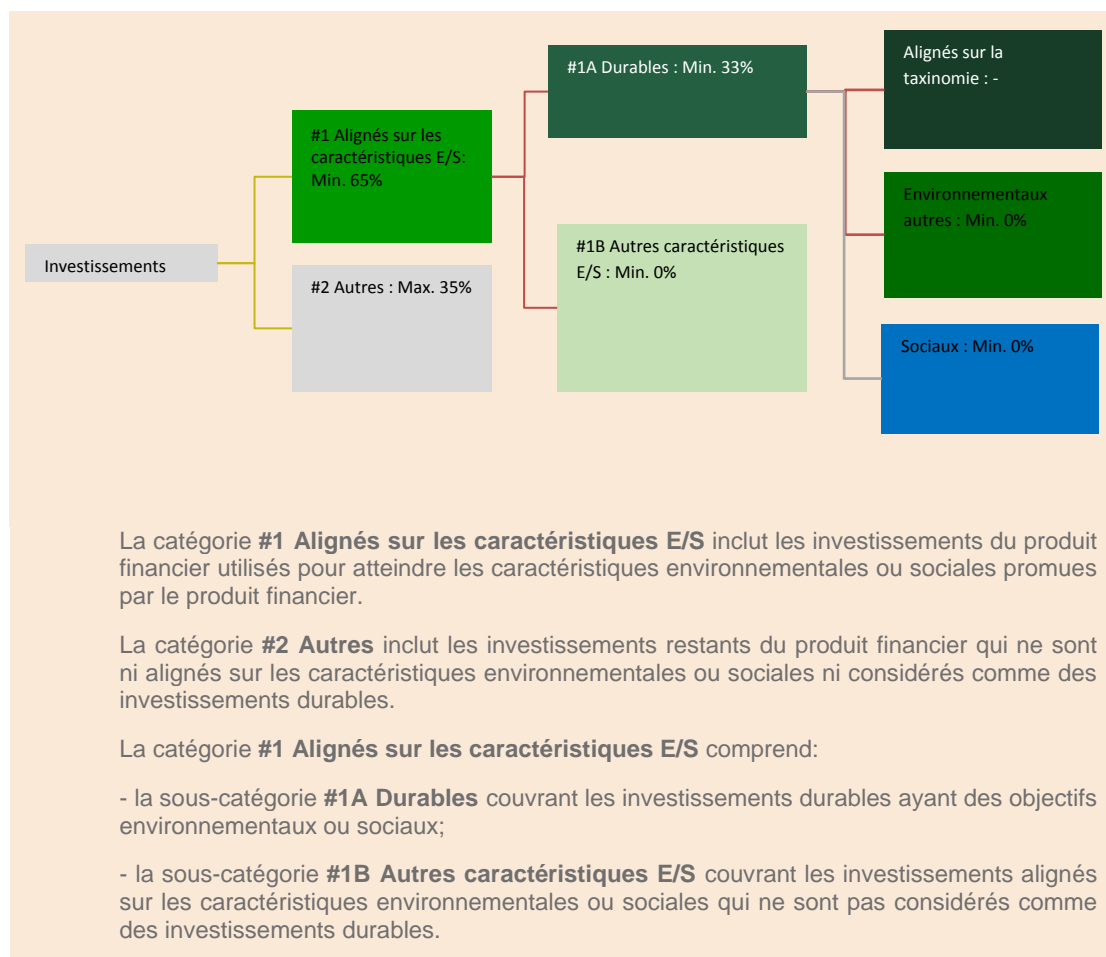 Investissements
#1 Alignés sur les
caractéristiques E/S:
Min. 65%
#2 Autres : Max. 35%
#1A Durables : Min. 33%
#1B Autres caractéristiques
E/S : Min. 0%
Alignés sur la
taxinomie : -
Environnementaux
autres : Min. 0%
Sociaux : Min. 0%
La catégorie #1 Alignés sur les caractéristiques E/S inclut les investissements du produit
financier utilisés pour atteindre les caractéristiques environnementales ou sociales promues
par le produit financier.
La catégorie #2 Autres inclut les investissements restants du produit financier qui ne sont
ni alignés sur les caractéristiques environnementales ou sociales ni considérés comme des
investissements durables.
La catégorie #1 Alignés sur les caractéristiques E/S comprend:
- la sous-catégorie #1A Durables couvrant les investissements durables ayant des objectifs
environnementaux ou sociaux;
- la sous-catégorie #1B Autres caractéristiques E/S couvrant les investissements alignés
sur les caractéristiques environnementales ou sociales qui ne sont pas considérés comme
des investissements durables.